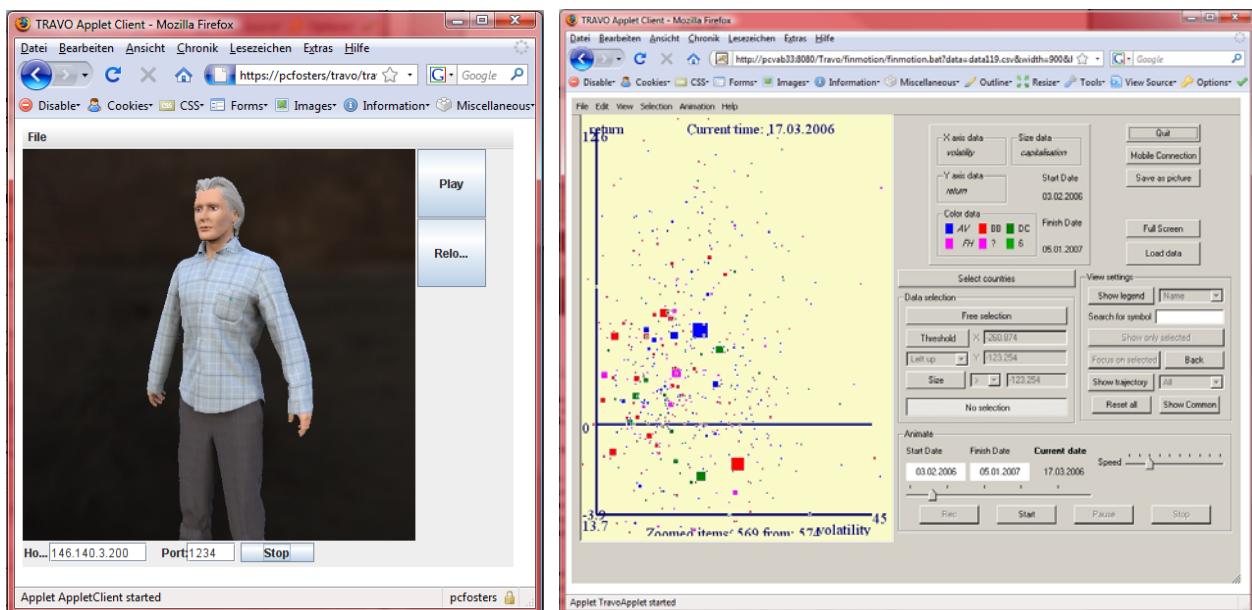 TRAVO Applet Client - Mozilla Firefox
Datei Bearbeiten Ansicht Chronik Lesezeichen Extras Hilfe
https://pcfosters/travo/tra
G Google
Disable Cookies CSS Forms Images Information Miscellaneous
File
Play
Relo...
Ho... 146.140.3.200 Port: 1234 Stop
Applet AppletClient started pcfosters
TRAVO Applet Client - Mozilla Firefox
Datei Bearbeiten Ansicht Chronik Lesezeichen Extras Hilfe
http://pcvab33:8080/Travo/finmotion/finmotion.bat?data=data119.csv&width=900&l
G Google
Disable Cookies CSS Forms Images Information Miscellaneous Outline Resize Tools View Source Options
File Edit View Selection Animation Help
return Current time: 17.03.2006
12.6
0
-3.9
13.7 Zoomed items: 569 from: 574 volatility 45
X axis data Size data
volatility capitalisation
Y axis data Start Date
return 03.02.2006
Color data Finish Date
AV BB DC
FH ? 6 05.01.2007
Quit
Mobile Connection
Save as picture
Full Screen
Load data
Select countries
Data selection
Free selection
Threshold X -260.874
Left up Y -123.254
Size > -123.254
No selection
View settings
Show legend Name
Search for symbol
Show only selected
Focus on selected Back
Show trajectory All
Reset all Show Common
Animate
Start Date Finish Date Current date Speed
03.02.2006 05.01.2007 17.03.2006
Rec Start Pause Stop
Applet TravoApplet started